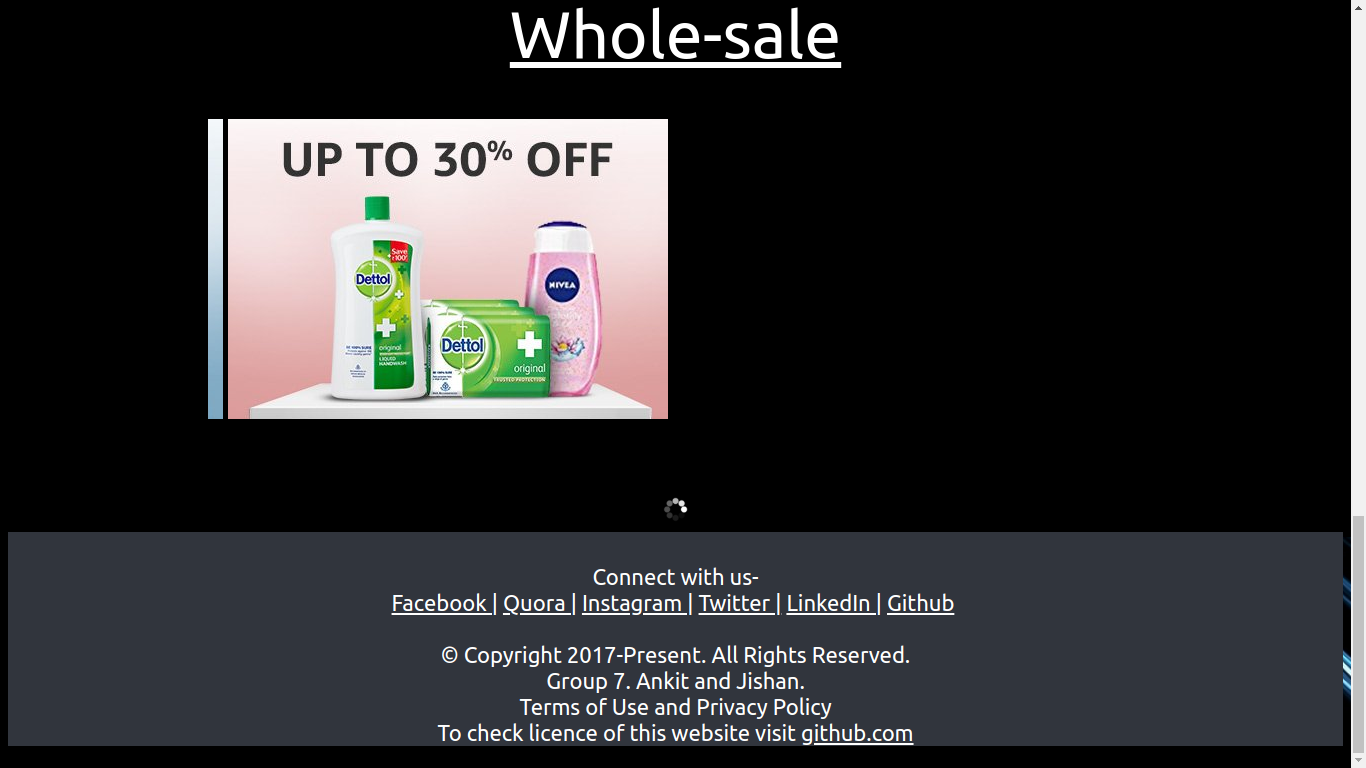 Whole-sale
UP TO 30% OFF
Save
₹100!
Dettol
original
LIQUID
HANDWASH
Dettol
original
TRUSTED PROTECTION
NIVEA
Connect with us-
Facebook | Quora | Instagram | Twitter | LinkedIn | Github
© Copyright 2017-Present. All Rights Reserved.
Group 7. Ankit and Jishan.
Terms of Use and Privacy Policy
To check licence of this website visit github.com